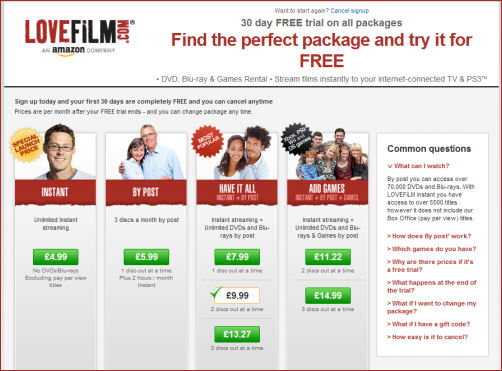 Want to start again? Cancel signup
LOVEFiLM.COM®
AN amazon COMPANY
30 day FREE trial on all packages
Find the perfect package and try it for
FREE
• DVD, Blu-ray & Games Rental • Stream films instantly to your internet-connected TV & PS3™
Sign up today and your first 30 days are completely FREE and you can cancel anytime
Prices are per month after your FREE trial ends - and you can change package any time.
SPECIAL
LAUNCH
PRICE
INSTANT
Unlimited Instant
streaming
£4.99
No DVDs/Blu-rays
Excluding pay per view
titles
BY POST
3 discs a month by post
£5.99
1 disc out at a time
Plus 2 hours / month
Instant
MOST
POPULAR
HAVE IT ALL
INSTANT + BY POST
Instant streaming +
Unlimited DVDs and Blu-
rays by post
£7.99
1 disc out at a time
£9.99
2 discs out at a time
£13.27
3 discs out at a time
ADD GAMES
INSTANT + BY POST + GAMES
Instant streaming +
Unlimited DVDs and Blu-
rays & Games by post
£11.22
2 discs out at a time
£14.99
3 discs out at a time
Common questions
What can I watch?
By post you can access over
70,000 DVDs and Blu-rays. With
LOVEFiLM Instant you have
access to over 5500 titles
however it does not include our
Box Office (pay per view) titles.
> How does By post' work?
> Which games do you have?
> Why are there prices if it's
a free trial?
> What happens at the end of
the trial?
> What if I want to change my
package?
> What if I have a gift code?
> How easy is it to cancel?